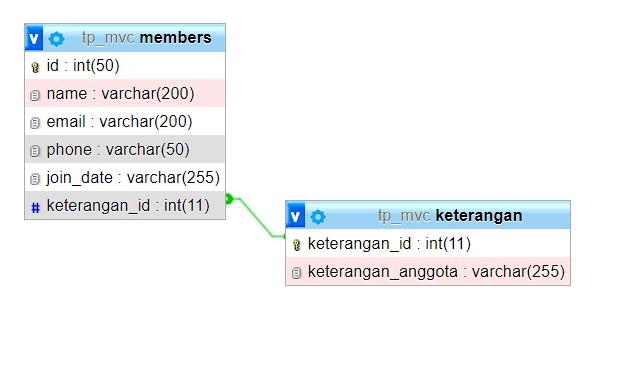 v tp_mvc members
id : int(50)
name : varchar(200)
email : varchar(200)
phone : varchar(50)
join_date : varchar(255)
# keterangan_id : int(11)
v tp_mvc keterangan
keterangan_id : int(11)
keterangan_anggota : varchar(255)